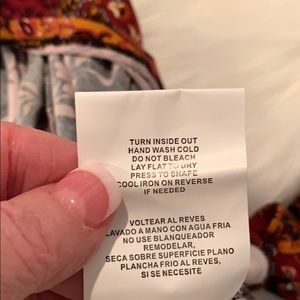 TURN INSIDE OUT
HAND WASH COLD
DO NOT BLEACH
LAY FLAT TO DRY
PRESS TO SHAPE
COOL IRON ON REVERSE
IF NEEDED
VOLTEAR AL REVES
LAVADO A MANO CON AGUA FRIA
NO USE BLANQUEADOR
REMODELAR,
SECA SOBRE SUPERFICIE PLANO
PLANCHA FRIO AL REVES,
SI SE NECESITE